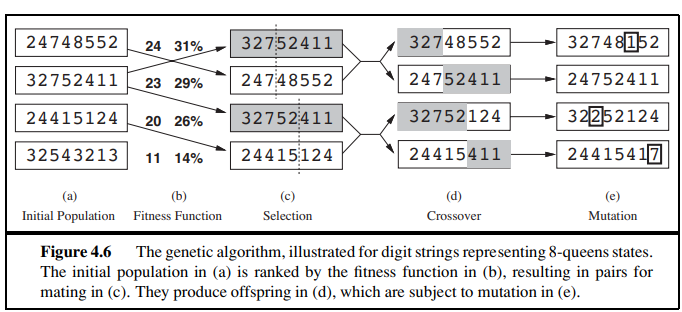 24748552 24 31% 32752411 32748552 32748152
32752411 23 29% 24748552 24752411 24752411
24415124 20 26% 32752411 32752124 32252124
32543213 11 14% 24415124 24415411 24415417
(a) (b) (c) (d) (e)
Initial Population Fitness Function Selection Crossover Mutation
Figure 4.6 The genetic algorithm, illustrated for digit strings representing 8-queens states.
The initial population in (a) is ranked by the fitness function in (b), resulting in pairs for
mating in (c). They produce offspring in (d), which are subject to mutation in (e).